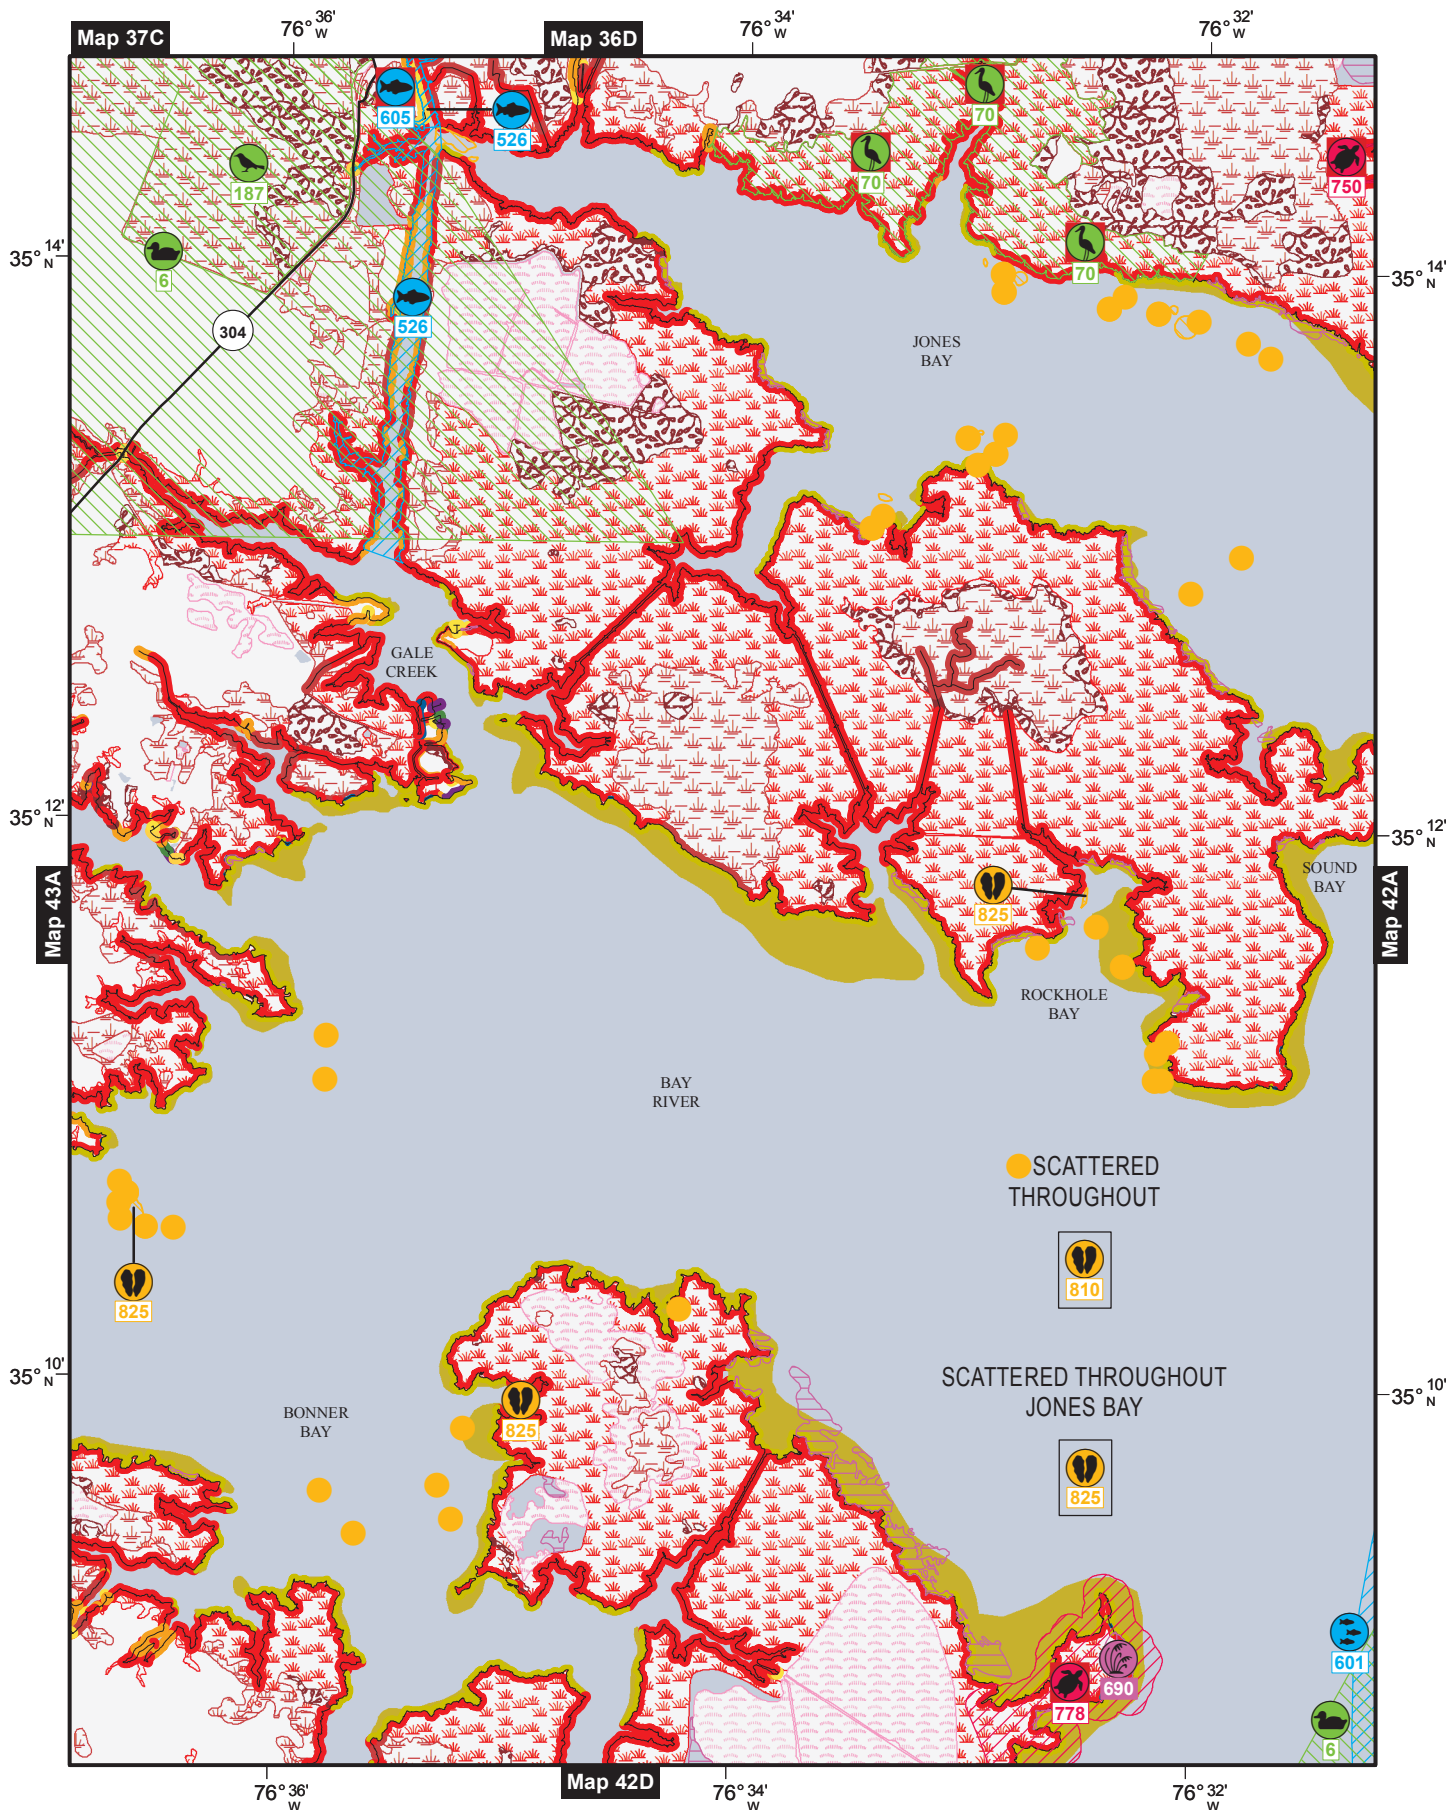 Map 37C
76° 36' W
Map 36D
76° 34' W
76° 32' W
605
526
70
187
70
750
35° 14' N
6
70
35° 14' N
526
304
JONES
BAY
GALE
CREEK
35° 12' N
35° 12' N
SOUND
BAY
Map 43A
825
Map 42A
ROCKHOLE
BAY
BAY
RIVER
SCATTERED
THROUGHOUT
810
825
35° 10' N
SCATTERED THROUGHOUT
JONES BAY
35° 10' N
BONNER
BAY
825
825
601
690
778
6
Map 42D
76° 36' W
76° 34' W
76° 32' W